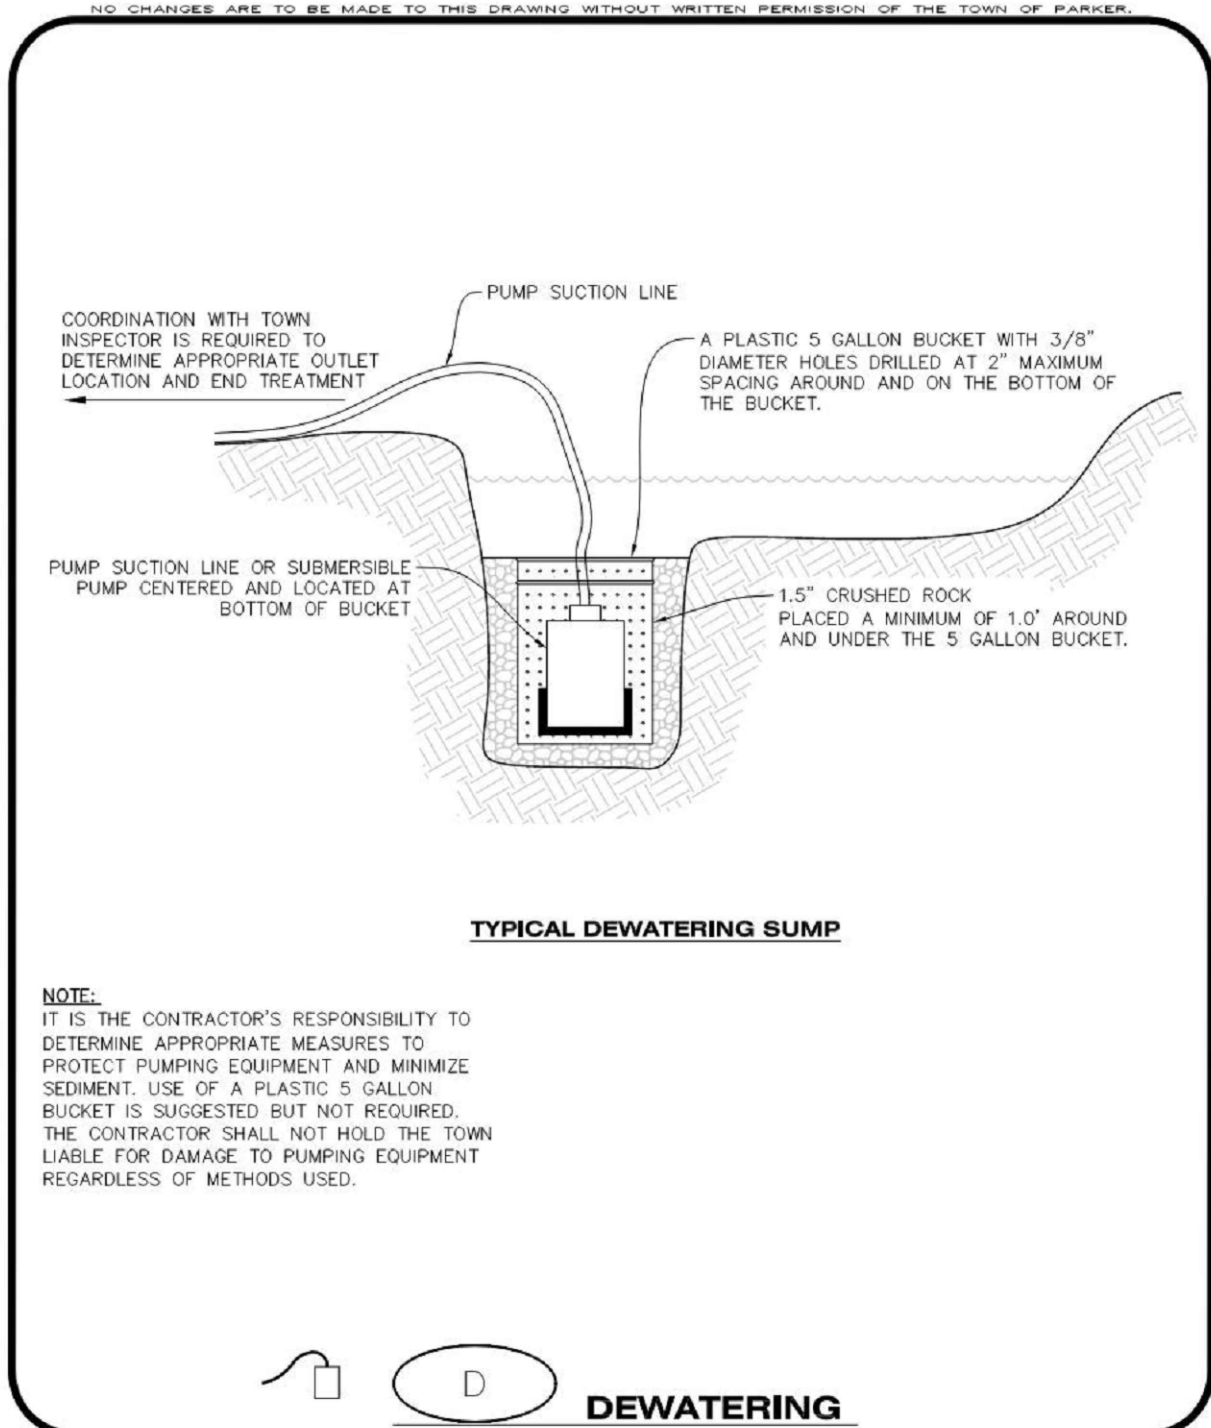 NO CHANGES ARE TO BE MADE TO THIS DRAWING WITHOUT WRITTEN PERMISSION OF THE TOWN OF PARKER.
PUMP SUCTION LINE
COORDINATION WITH TOWN
INSPECTOR IS REQUIRED TO
DETERMINE APPROPRIATE OUTLET
LOCATION AND END TREATMENT
A PLASTIC 5 GALLON BUCKET WITH 3/8"
DIAMETER HOLES DRILLED AT 2" MAXIMUM
SPACING AROUND AND ON THE BOTTOM OF
THE BUCKET.
PUMP SUCTION LINE OR SUBMERSIBLE
PUMP CENTERED AND LOCATED AT
BOTTOM OF BUCKET
1.5" CRUSHED ROCK
PLACED A MINIMUM OF 1.0' AROUND
AND UNDER THE 5 GALLON BUCKET.
TYPICAL DEWATERING SUMP
NOTE:
IT IS THE CONTRACTOR'S RESPONSIBILITY TO
DETERMINE APPROPRIATE MEASURES TO
PROTECT PUMPING EQUIPMENT AND MINIMIZE
SEDIMENT. USE OF A PLASTIC 5 GALLON
BUCKET IS SUGGESTED BUT NOT REQUIRED.
THE CONTRACTOR SHALL NOT HOLD THE TOWN
LIABLE FOR DAMAGE TO PUMPING EQUIPMENT
REGARDLESS OF METHODS USED.
D
DEWATERING